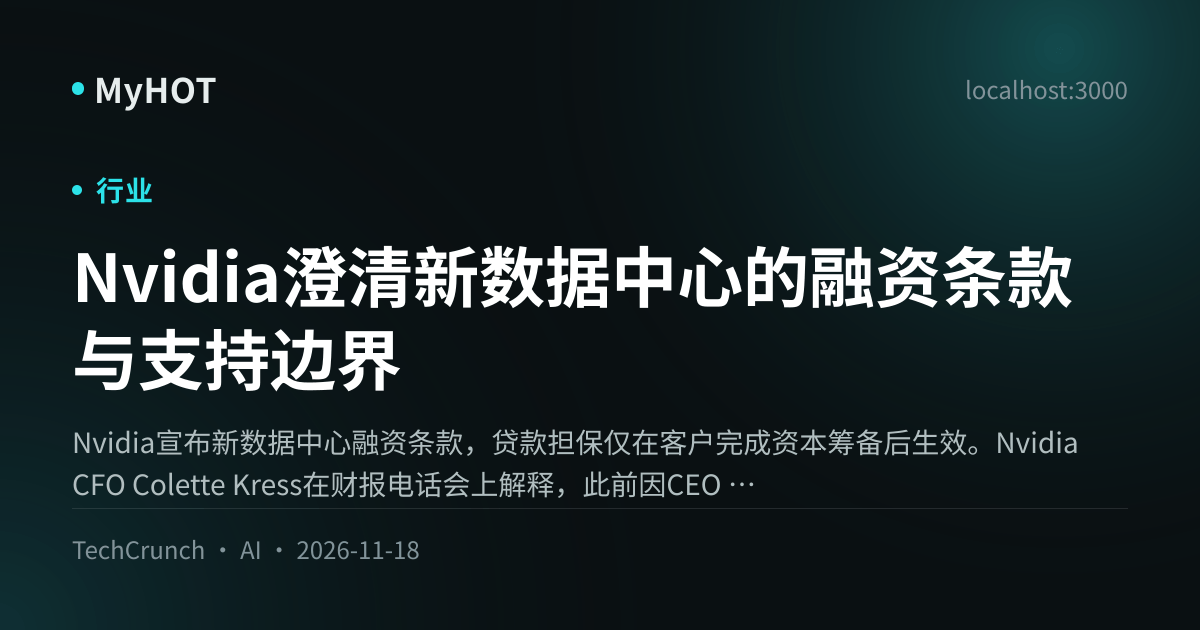 MyHOT
localhost:3000
行业
Nvidia澄清新数据中心的融资条款
与支持边界
Nvidia宣布新数据中心融资条款，贷款担保仅在客户完成资本筹备后生效。Nvidia
CFO Colette Kress在财报电话会上解释，此前因CEO …
TechCrunch · AI · 2026-11-18